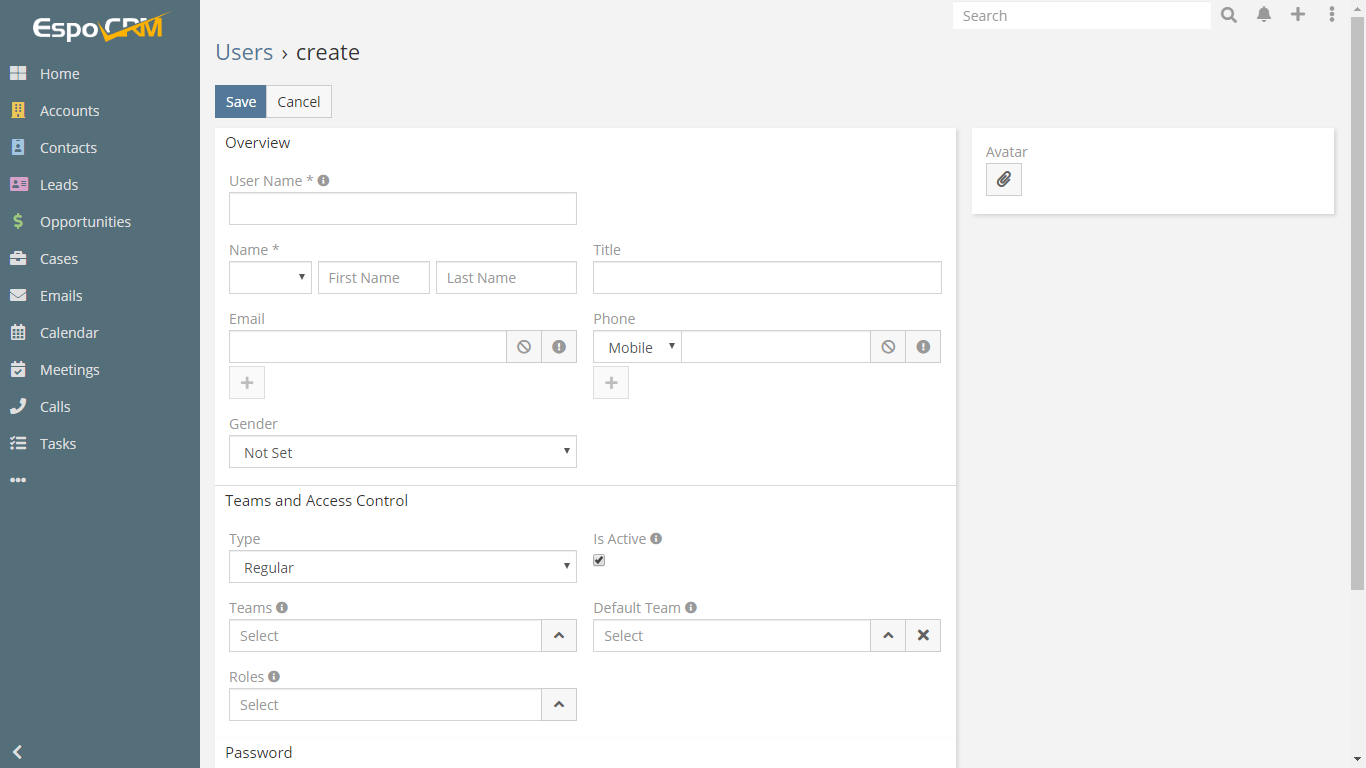 EspoCRM
Home
Accounts
Contacts
Leads
Opportunities
Cases
Emails
Calendar
Meetings
Calls
Tasks
Search
Users › create
Save
Cancel
Overview
User Name *
Name *
First Name
Last Name
Title
Email
Phone
Mobile
Gender
Not Set
Teams and Access Control
Type
Regular
Is Active
Teams
Select
Default Team
Select
Roles
Select
Password
Avatar